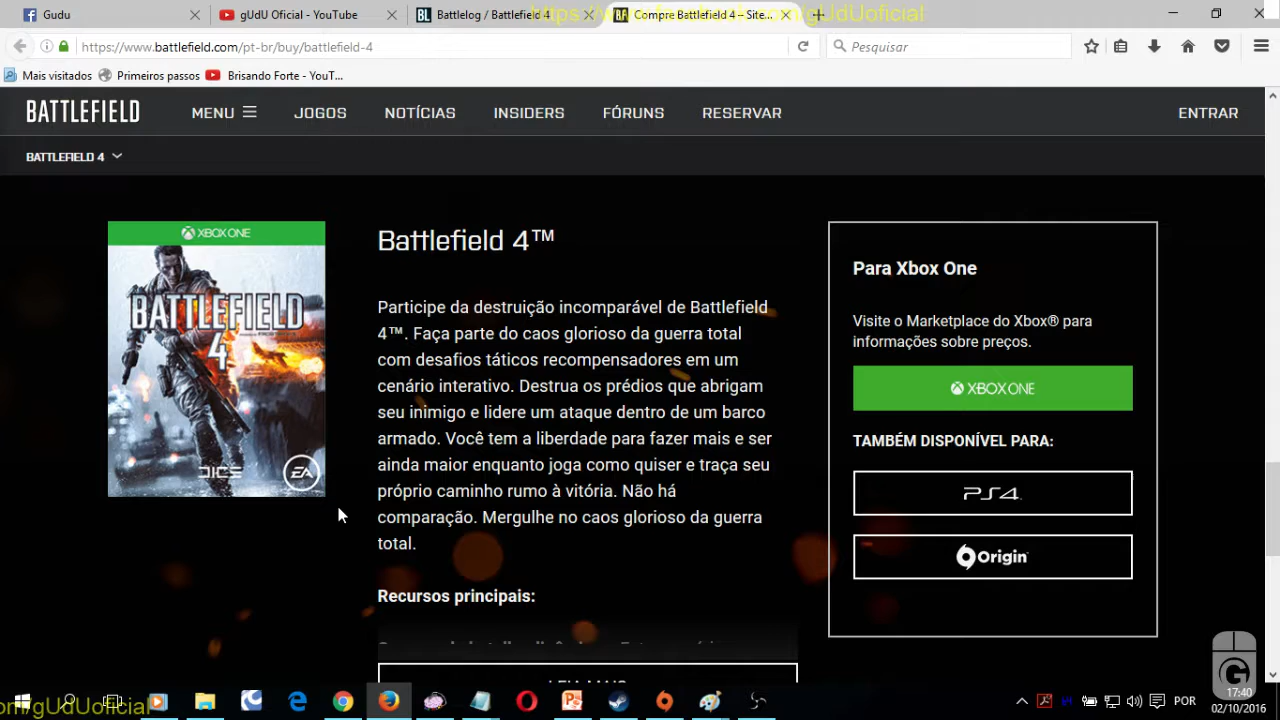 Gudu
gUdU Oficial - YouTube
Battlelog / Battlefield 4
Compre Battlefield 4 – Site...
https://www.battlefield.com/pt-br/buy/battlefield-4
Pesquisar
Mais visitados
Primeiros passos
Brisando Forte - YouT...
BATTLEFIELD
MENU
JOGOS
NOTÍCIAS
INSIDERS
FÓRUNS
RESERVAR
ENTRAR
BATTLEFIELD 4
XBOX ONE
BATTLEFIELD
4
DICE
EA
Battlefield 4™
Participe da destruição incomparável de Battlefield
4™. Faça parte do caos glorioso da guerra total
com desafios táticos recompensadores em um
cenário interativo. Destrua os prédios que abrigam
seu inimigo e lidere um ataque dentro de um barco
armado. Você tem a liberdade para fazer mais e ser
ainda maior enquanto joga como quiser e traça seu
próprio caminho rumo à vitória. Não há
comparação. Mergulhe no caos glorioso da guerra
total.
Recursos principais:
Para Xbox One
Visite o Marketplace do Xbox® para
informações sobre preços.
XBOX ONE
TAMBÉM DISPONÍVEL PARA:
PS4
Origin
LEIA MAIS
POR
17:40
02/10/2016